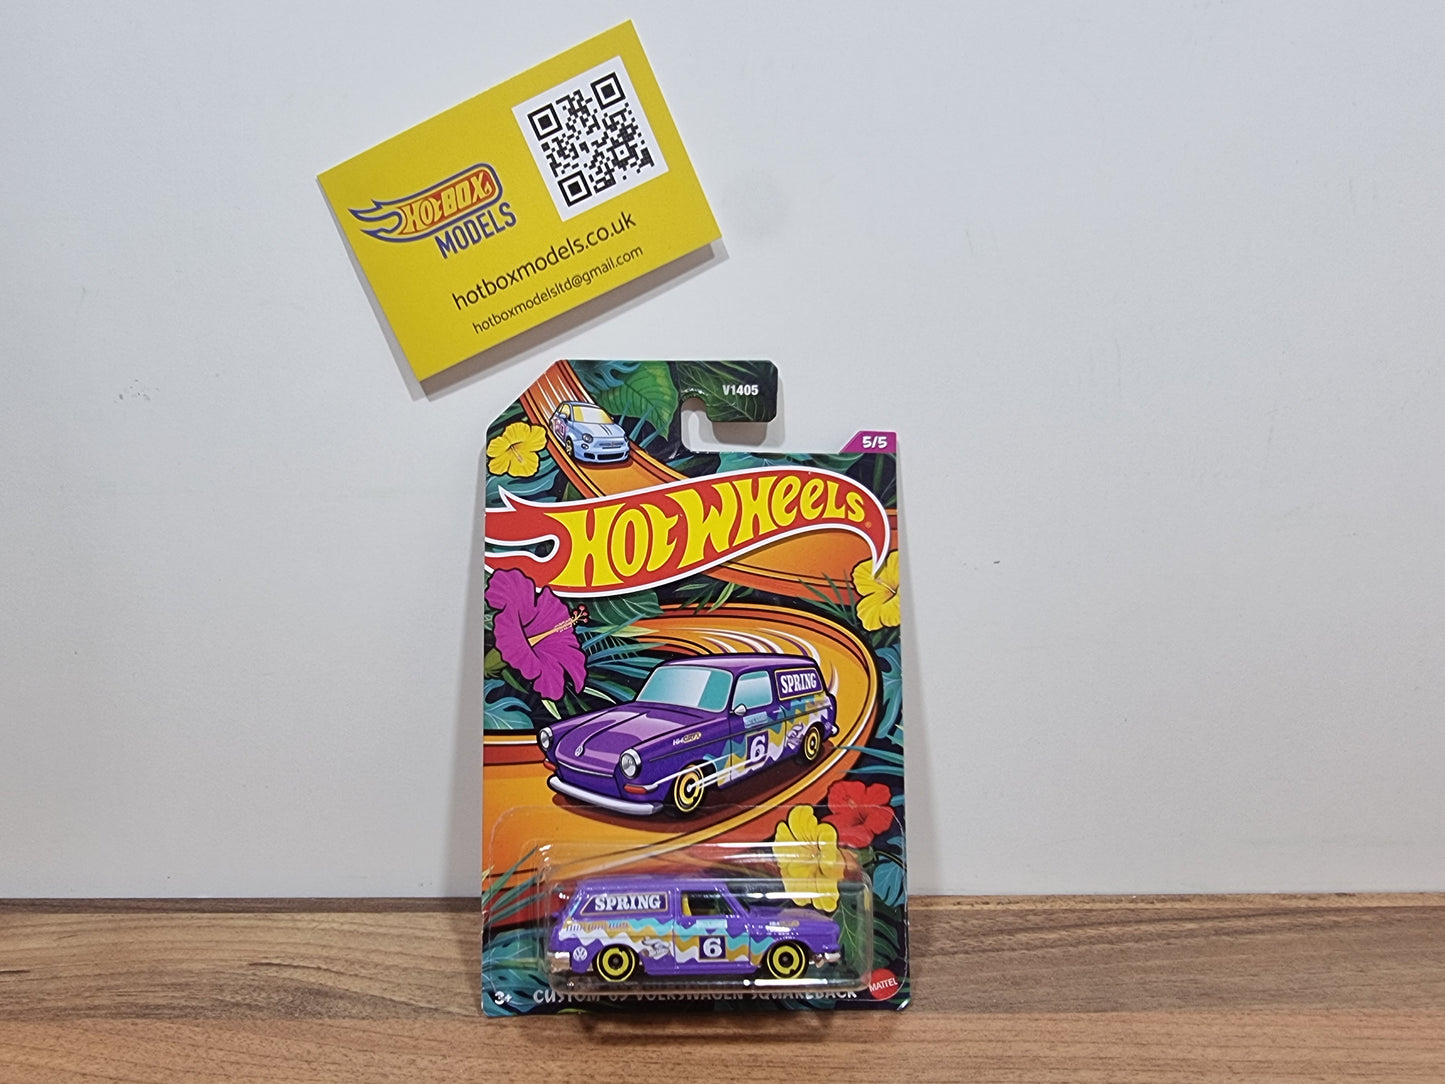 HOTBOX
MODELS
hotboxmodels.co.uk
hotboxmodelsltd@gmail.com
V1405
5/5
HOT WHEELS
SPRING
6
SPRING
6
3+
CUSTOM '69 VOLKSWAGEN SQUAREBACK
MATTEL